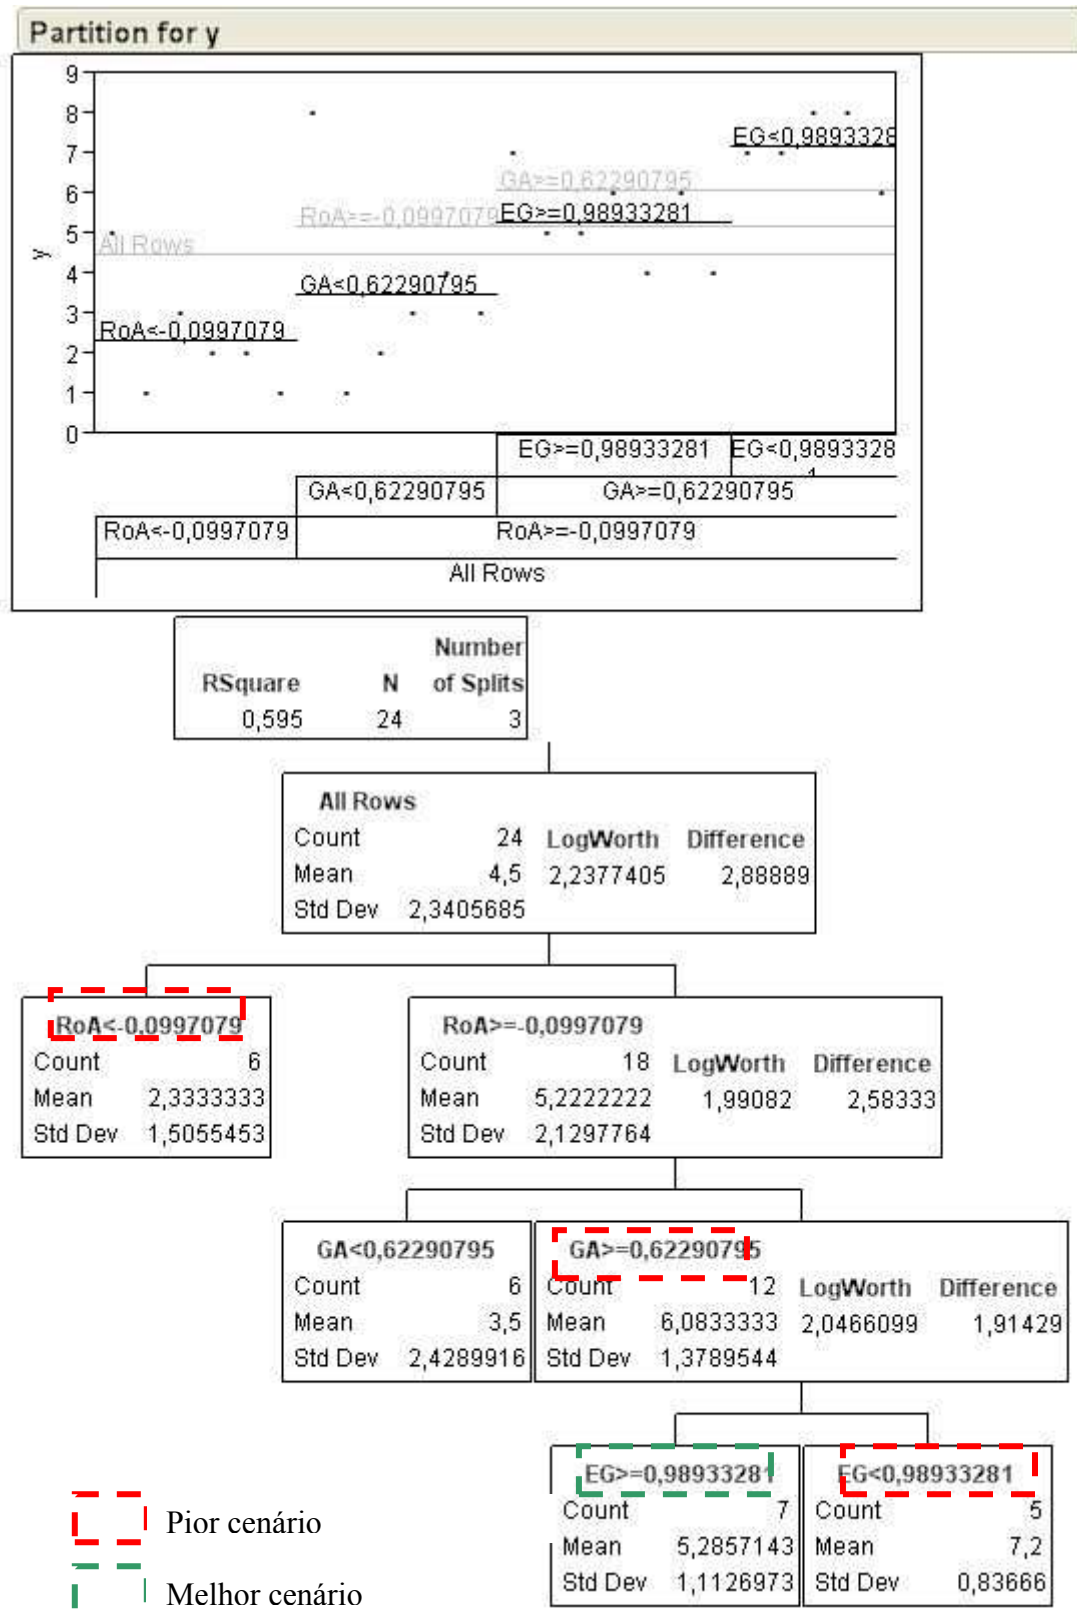 Partition for y
9
8
7
6
5
4
3
2
1
0
y
EG<0,9893328
GA>=0,62290795
RoA>=-0,0997079
EG>=0,98933281
All Rows
GA<0,62290795
RoA<-0,0997079
EG>=0,98933281 EG<0,9893328
GA<0,62290795 GA>=0,62290795
RoA<-0,0997079 RoA>=-0,0997079
All Rows
Number
RSquare N of Splits
0,595 24 3
All Rows
Count 24 LogWorth Difference
Mean 4,5 2,2377405 2,88889
Std Dev 2,3405685
RoA<-0,0997079
Count 6
Mean 2,3333333
Std Dev 1,5055453
RoA>=-0,0997079
Count 18 LogWorth Difference
Mean 5,2222222 1,99082 2,58333
Std Dev 2,1297764
GA<0,62290795
Count 6
Mean 3,5
Std Dev 2,4289916
GA>=0,62290795
Count 12 LogWorth Difference
Mean 6,0833333 2,0466099 1,91429
Std Dev 1,3789544
EG>=0,98933281
Count 7
Mean 5,2857143
Std Dev 1,1126973
EG<0,98933281
Count 5
Mean 7,2
Std Dev 0,83666
Pior cenário
Melhor cenário